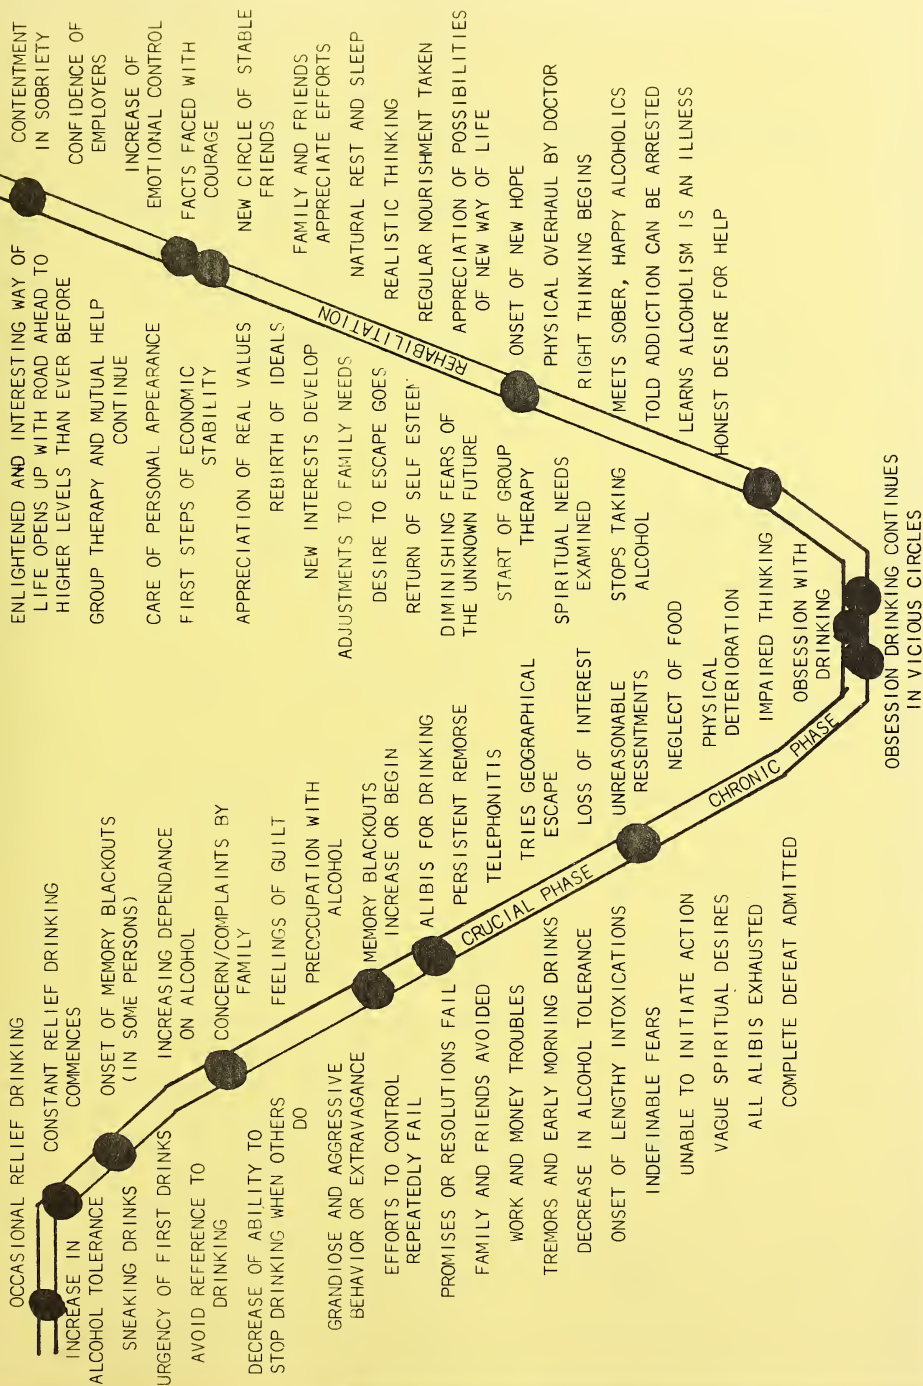 OCCASIONAL RELIEF DRINKING
CONSTANT RELIEF DRINKING
COMMENCES
INCREASE IN
ALCOHOL TOLERANCE
ONSET OF MEMORY BLACKOUTS
(IN SOME PERSONS)
SNEAKING DRINKS
INCREASING DEPENDANCE
ON ALCOHOL
URGENCY OF FIRST DRINKS
CONCERN/COMPLAINTS BY
FAMILY
AVOID REFERENCE TO
DRINKING
FEELINGS OF GUILT
DECREASE OF ABILITY TO
STOP DRINKING WHEN OTHERS
DO
PREOCCUPATION WITH
ALCOHOL
GRANDIOSE AND AGGRESSIVE
BEHAVIOR OR EXTRAVAGANCE
MEMORY BLACKOUTS
INCREASE OR BEGIN
EFFORTS TO CONTROL
REPEATEDLY FAIL
ALIBIS FOR DRINKING
PROMISES OR RESOLUTIONS FAIL
PERSISTENT REMORSE
FAMILY AND FRIENDS AVOIDED
TELEPHONITIS
WORK AND MONEY TROUBLES
TRIES GEOGRAPHICAL
ESCAPE
TREMORS AND EARLY MORNING DRINKS
LOSS OF INTEREST
DECREASE IN ALCOHOL TOLERANCE
UNREASONABLE
RESENTMENTS
ONSET OF LENGTHY INTOXICATIONS
NEGLECT OF FOOD
INDEFINABLE FEARS
PHYSICAL
DETERIORATION
UNABLE TO INITIATE ACTION
IMPAIRED THINKING
VAGUE SPIRITUAL DESIRES
OBSESSION WITH
DRINKING
ALL ALIBIS EXHAUSTED
COMPLETE DEFEAT ADMITTED
CRUCIAL PHASE
CHRONIC PHASE
OBSESSION DRINKING CONTINUES
IN VICIOUS CIRCLES
REHABILITATION
ENLIGHTENED AND INTERESTING WAY OF
LIFE OPENS UP WITH ROAD AHEAD TO
HIGHER LEVELS THAN EVER BEFORE
GROUP THERAPY AND MUTUAL HELP
CONTINUE
CARE OF PERSONAL APPEARANCE
FIRST STEPS OF ECONOMIC
STABILITY
APPRECIATION OF REAL VALUES
REBIRTH OF IDEALS
NEW INTERESTS DEVELOP
ADJUSTMENTS TO FAMILY NEEDS
DESIRE TO ESCAPE GOES
RETURN OF SELF ESTEEM
DIMINISHING FEARS OF
THE UNKNOWN FUTURE
START OF GROUP
THERAPY
SPIRITUAL NEEDS
EXAMINED
STOPS TAKING
ALCOHOL
CONTENTMENT
IN SOBRIETY
CONFIDENCE OF
EMPLOYERS
INCREASE OF
EMOTIONAL CONTROL
FACTS FACED WITH
COURAGE
NEW CIRCLE OF STABLE
FRIENDS
FAMILY AND FRIENDS
APPRECIATE EFFORTS
NATURAL REST AND SLEEP
REALISTIC THINKING
REGULAR NOURISHMENT TAKEN
APPRECIATION OF POSSIBILITIES
OF NEW WAY OF LIFE
ONSET OF NEW HOPE
PHYSICAL OVERHAUL BY DOCTOR
RIGHT THINKING BEGINS
MEETS SOBER, HAPPY ALCOHOLICS
TOLD ADDICTION CAN BE ARRESTED
LEARNS ALCOHOLISM IS AN ILLNESS
HONEST DESIRE FOR HELP